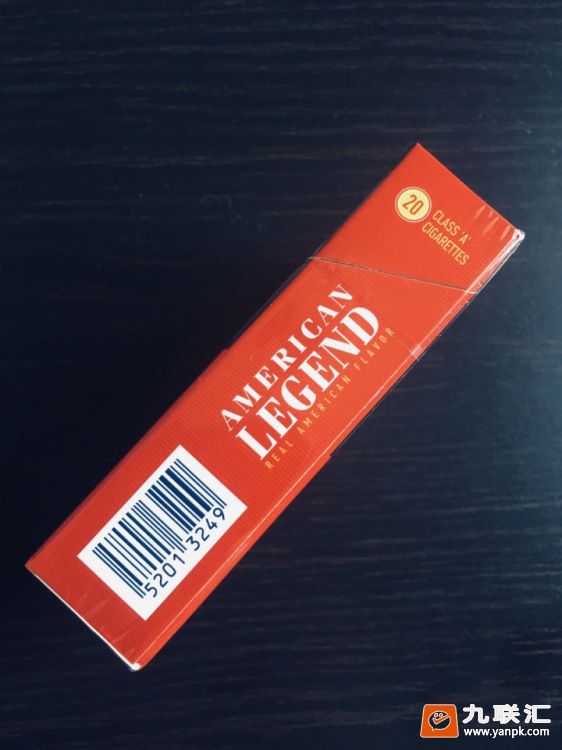 20
CLASS 'A'
CIGARETTES
AMERICAN
LEGEND
REAL AMERICAN FLAVOR
5201 3249
九联汇
www.yanpk.com